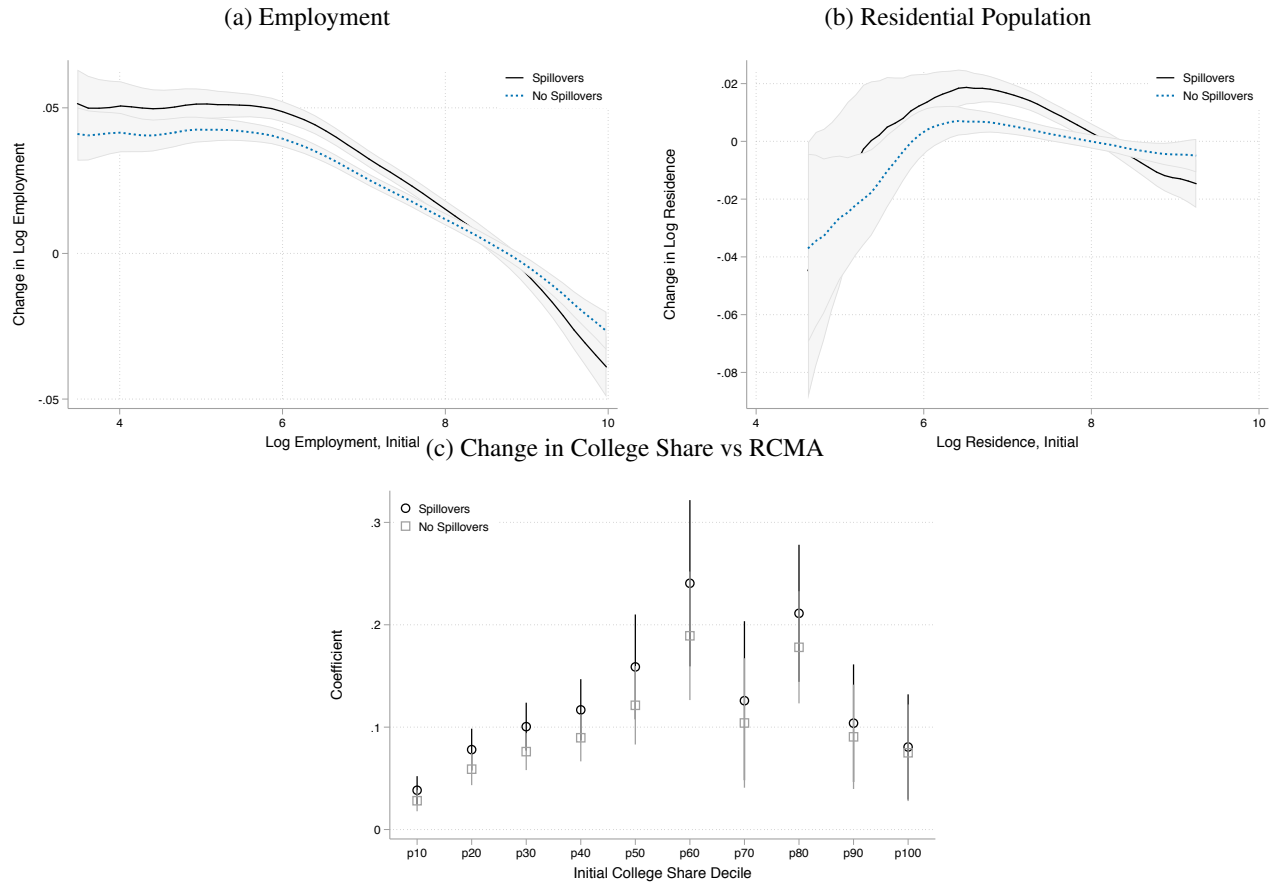 (a) Employment
Spillovers
No Spillovers
.05
0
-.05
Change in Log Employment
4
6
8
10
Log Employment, Initial
(b) Residential Population
Spillovers
No Spillovers
.02
0
-.02
-.04
-.06
-.08
Change in Log Residence
4
6
8
10
Log Residence, Initial
(c) Change in College Share vs RCMA
Spillovers
No Spillovers
.3
.2
.1
0
Coefficient
p10
p20
p30
p40
p50
p60
p70
p80
p90
p100
Initial College Share Decile